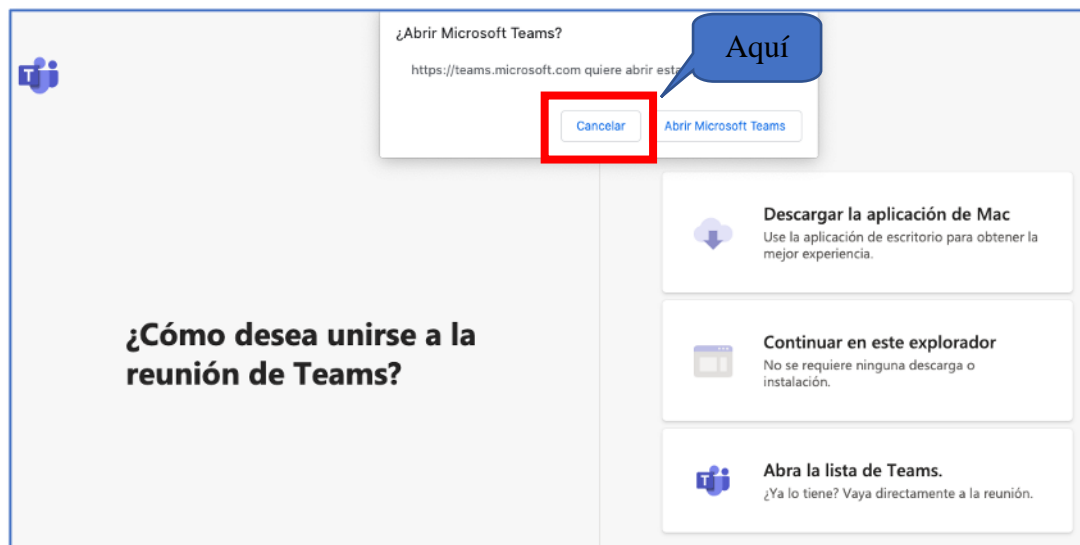 ¿Abrir Microsoft Teams?
Aquí
https://teams.microsoft.com quiere abrir
Cancelar
Abrir Microsoft Teams
Descargar la aplicación de Mac
Use la aplicación de escritorio para obtener la
mejor experiencia.
¿Cómo desea unirse a la
reunión de Teams?
Continuar en este explorador
No se requiere ninguna descarga o
instalación.
Abra la lista de Teams.
¿Ya lo tiene? Vaya directamente a la reunión.